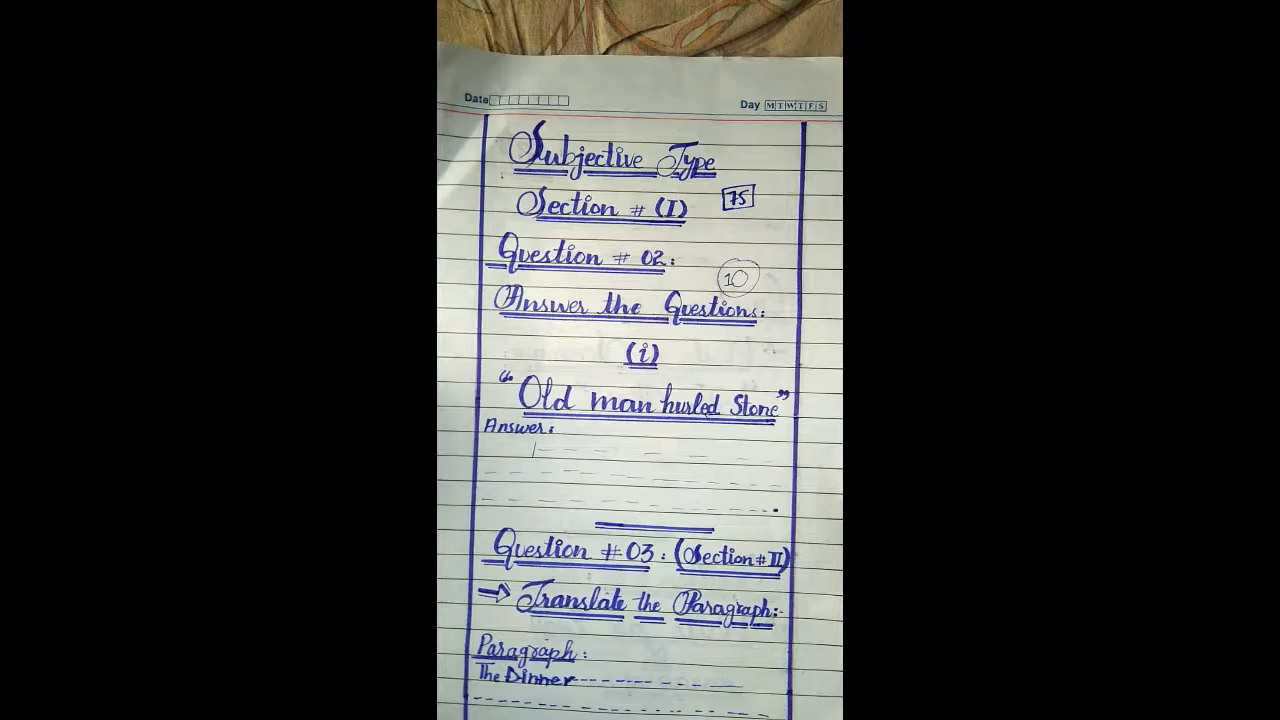 Date
Day M T W T F S
Subjective Type
Section # (I) 75
Question # 02:
10
Answer the Questions:
(i)
"Old man hurled Stone"
Answer:
Question # 03: (Section # II)
⇒ Translate the Paragraph:-
Paragraph:
The Dinner